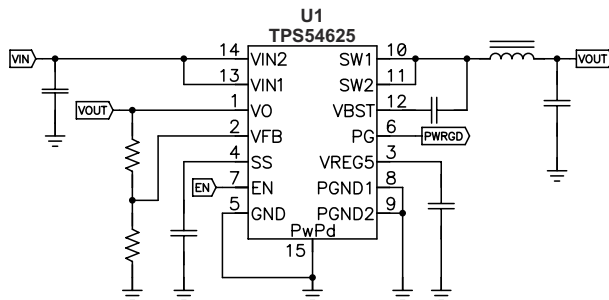 U1
TPS54625
VIN 14 VIN2 SW1 10 VOUT
13 VIN1 SW2 11
VOUT 1 VO VBST 12
2 VFB PG 6 PWRGD
4 SS VREG5 3
EN 7 EN PGND1 8
5 GND PGND2 9
PwPd
15